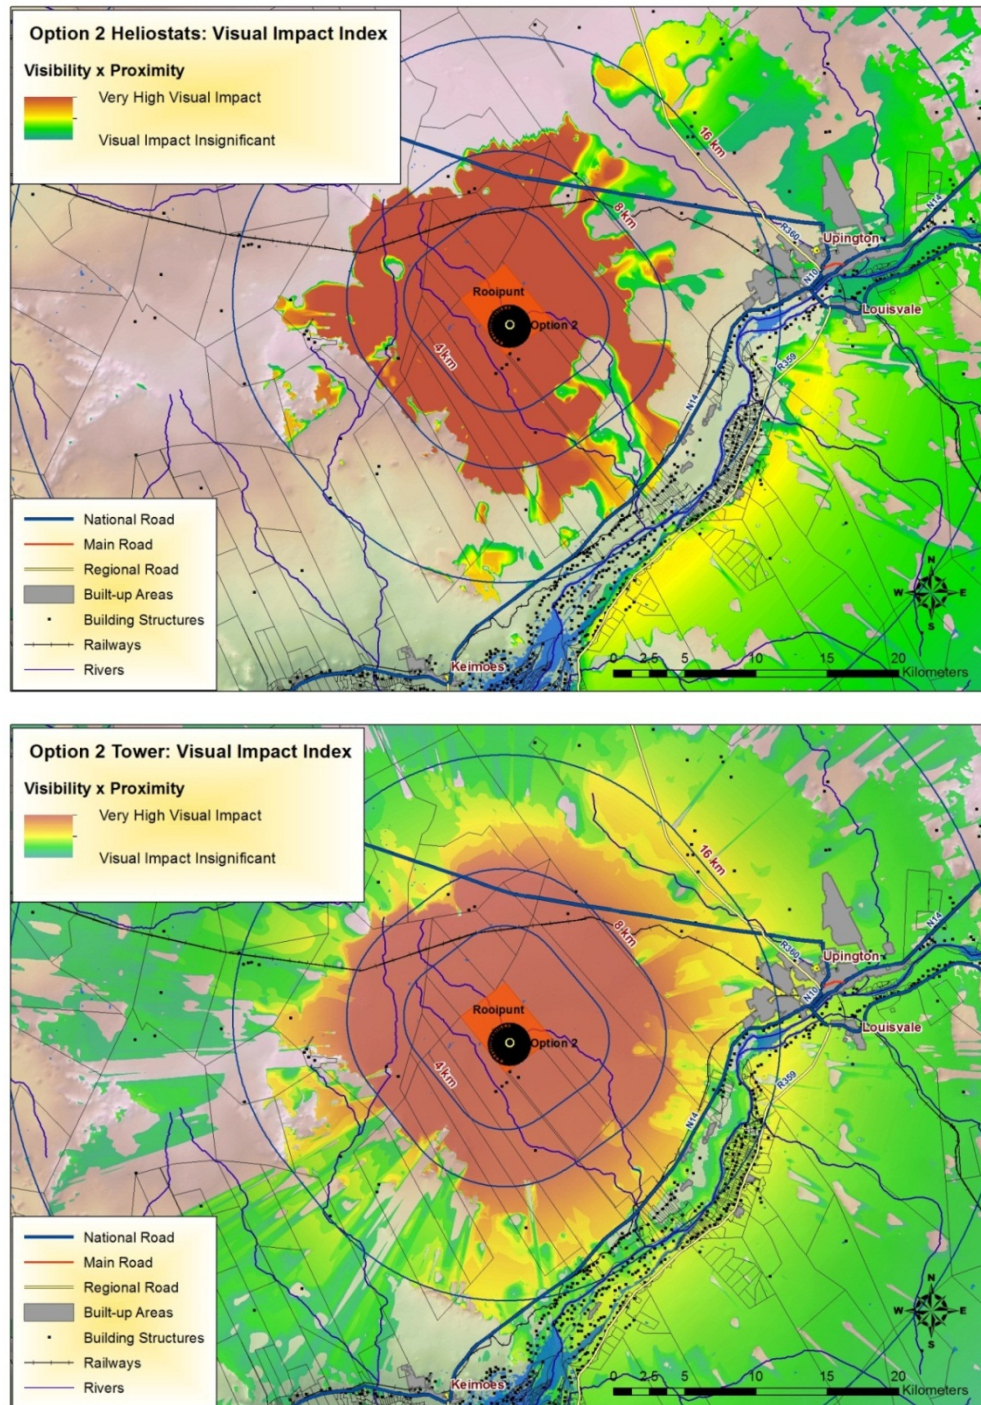 Option 2 Heliostats: Visual Impact Index
Visibility x Proximity
Very High Visual Impact
Visual Impact Insignificant
16 km
8 km
N14
R360
Upington
N10
Louisvale
Rooipunt
Option 2
4 km
R359
N14
National Road
Main Road
Regional Road
Built-up Areas
Building Structures
Railways
Rivers
Keimoes
N
W E
S
0 2.5 5 10 15 20
Kilometers
Option 2 Tower: Visual Impact Index
Visibility x Proximity
Very High Visual Impact
Visual Impact Insignificant
16 km
8 km
N14
R360
Upington
N10
Louisvale
Rooipunt
Option 2
4 km
R359
N14
National Road
Main Road
Regional Road
Built-up Areas
Building Structures
Railways
Rivers
Keimoes
N
W E
S
0 2.5 5 10 15 20
Kilometers